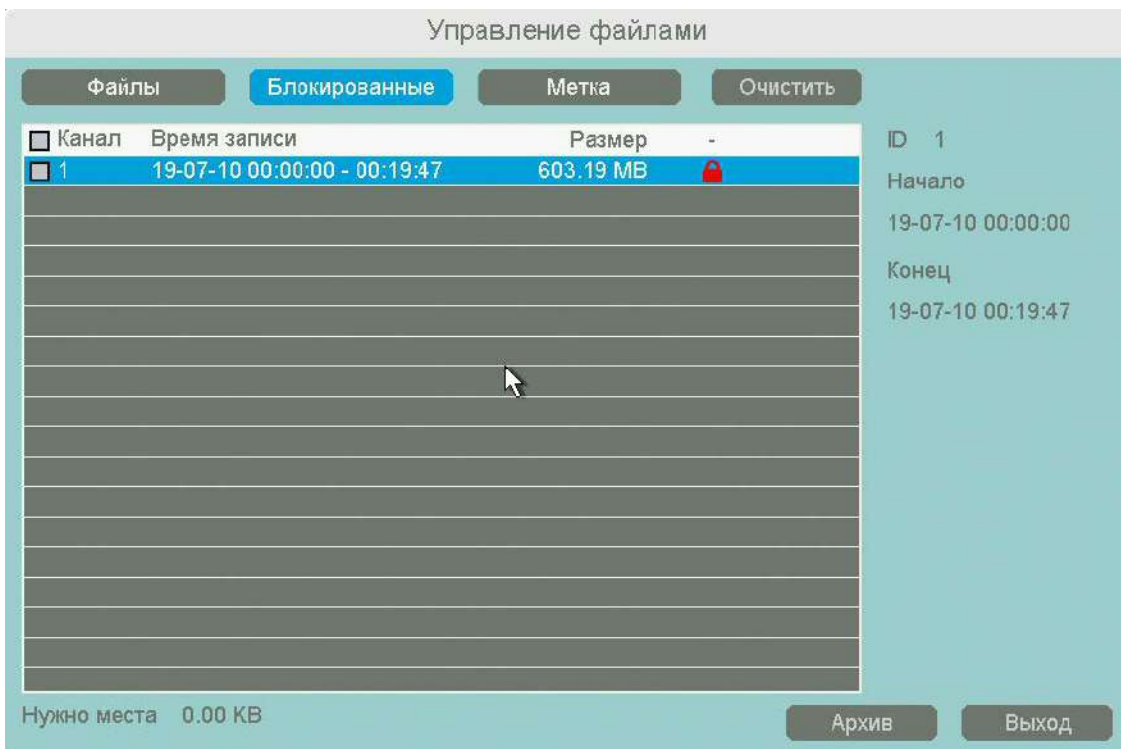 Управление файлами
Файлы Блокированные Метка Очистить
Канал Время записи Размер -
1 19-07-10 00:00:00 - 00:19:47 603.19 MB
ID 1
Начало
19-07-10 00:00:00
Конец
19-07-10 00:19:47
Нужно места 0.00 KB
Архив Выход